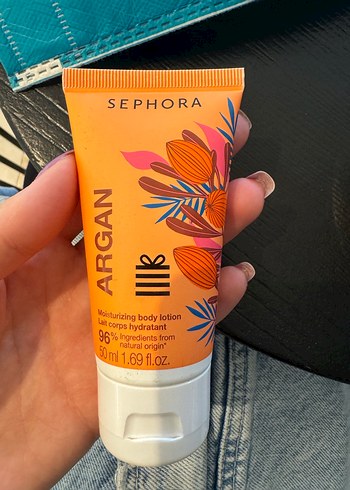 SEPHORA
ARGAN
Moisturizing body lotion
Lait corps hydratant
96% Ingredients from
natural origin*
50 ml 1.69 fl.oz.